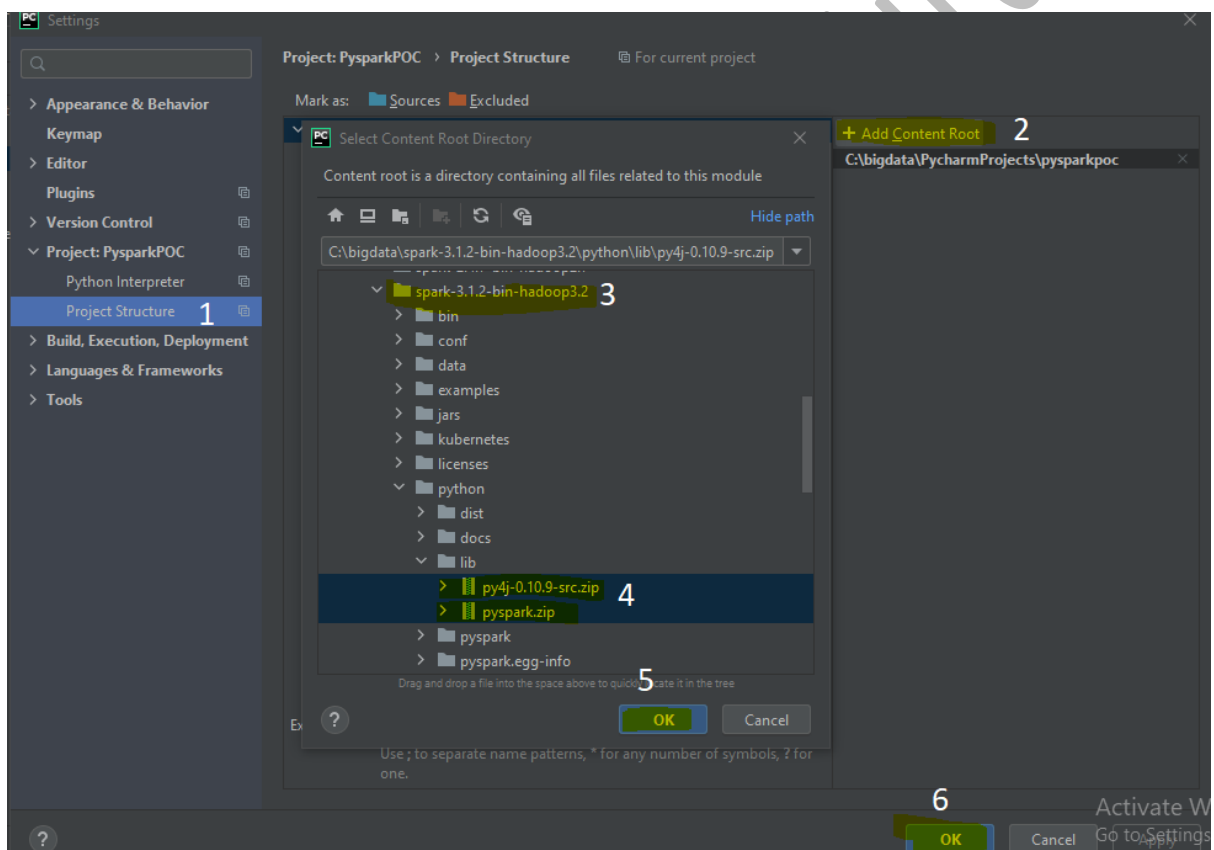 PC Settings
Project: PysparkPOC › Project Structure For current project
Appearance & Behavior
Keymap
Editor
Plugins
Version Control
Project: PysparkPOC
Python Interpreter
Project Structure 1
Build, Execution, Deployment
Languages & Frameworks
Tools
Mark as: Sources Excluded
+ Add Content Root 2
C:\bigdata\PycharmProjects\pysparkpoc
PC Select Content Root Directory
Content root is a directory containing all files related to this module
Hide path
C:\bigdata\spark-3.1.2-bin-hadoop3.2\python\lib\py4j-0.10.9-src.zip
spark-3.1.2-bin-hadoop3.2 3
bin
conf
data
examples
jars
kubernetes
licenses
python
dist
docs
lib
py4j-0.10.9-src.zip 4
pyspark.zip
pyspark
pyspark.egg-info
5
Drag and drop a file into the space above to quickly locate it in the tree
? OK Cancel
Use ; to separate name patterns, * for any number of symbols, ? for
one.
6
Activate W
Go to Settings
? OK Cancel Apply